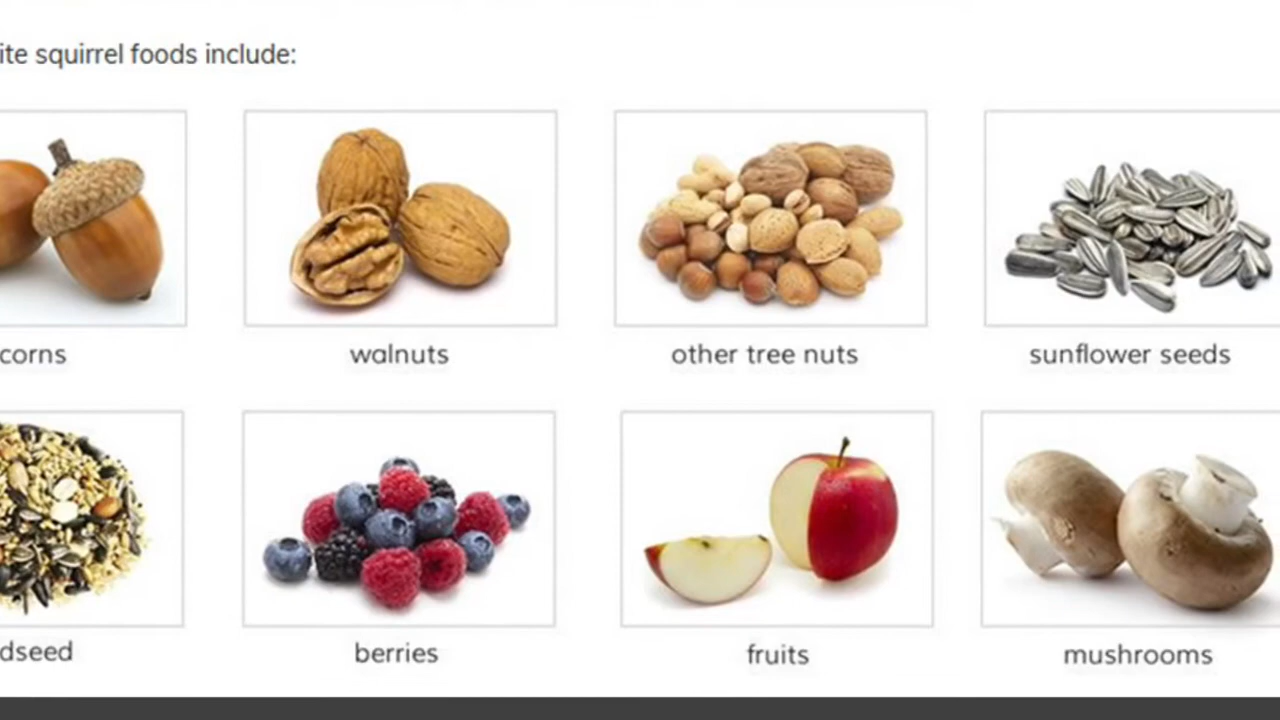 ite squirrel foods include:
corns walnuts other tree nuts sunflower seeds
dseed berries fruits mushrooms